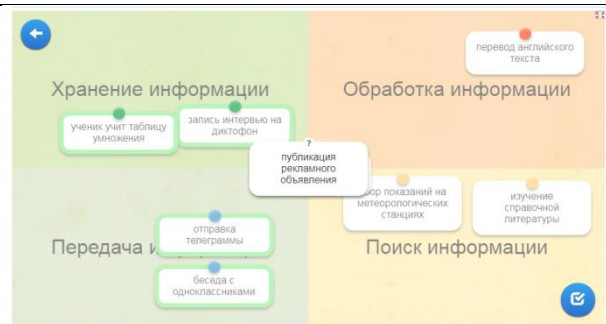 перевод английского
текста
Хранение информации
Обработка информации
ученик учит таблицу
умножения
запись интервью на
диктофон
?
публикация
рекламного
объявления
показаний на
метеорологических
станциях
изучение
справочной
литературы
отправка
телеграммы
Передача
Поиск информации
беседа с
одноклассниками